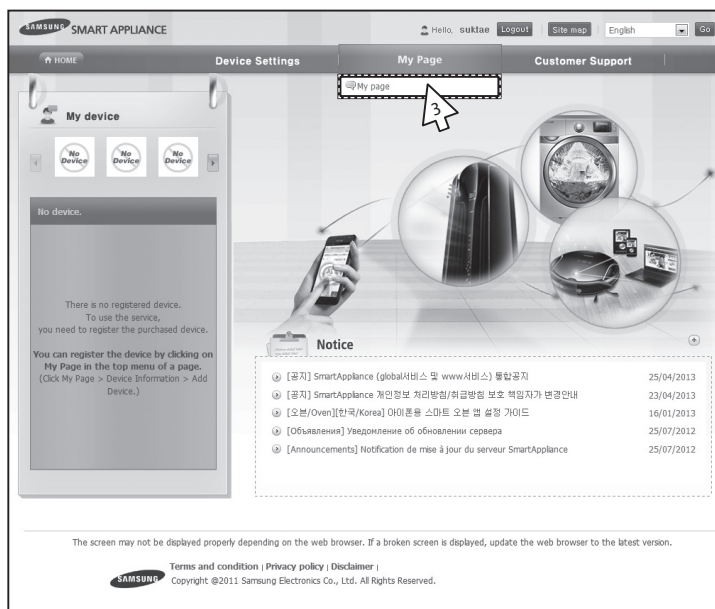 SAMSUNG SMART APPLIANCE
Hello, suktae Logout Site map English Go
HOME Device Settings My Page Customer Support
My page
3
My device
No Device No Device No Device
No device.
There is no registered device.
To use the service,
you need to register the purchased device.
You can register the device by clicking on
My Page in the top menu of a page.
(Click My Page > Device Information > Add
Device.)
Notice
[공지] SmartAppliance (global서비스 및 www서비스) 통합공지 25/04/2013
[공지] SmartAppliance 개인정보 처리방침/취급방침 보호 책임자가 변경안내 23/04/2013
[오븐/Oven][한국/Korea] 아이폰용 스마트 오븐 앱 설정 가이드 16/01/2013
[Объявления] Уведомление об обновлении сервера 25/07/2012
[Announcements] Notification de mise à jour du serveur SmartAppliance 25/07/2012
The screen may not be displayed properly depending on the web browser. If a broken screen is displayed, update the web browser to the latest version.
Terms and condition | Privacy policy | Disclaimer |
SAMSUNG Copyright @2011 Samsung Electronics Co., Ltd. All Rights Reserved.